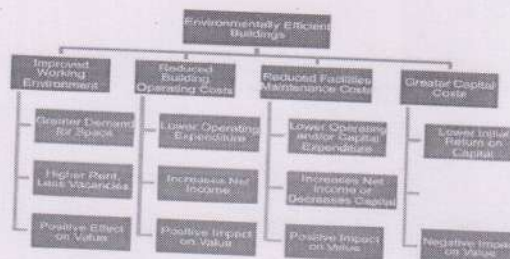 Environmentally Efficient
Buildings
Improved
Working
Environment
Reduced
Building
Operating Costs
Reduced Facilities
Maintenance Costs
Greater Capital
Costs
Greater Demand
for Space
Lower Operating
Expenditure
Lower Operating
and/or Capital
Expenditure
Lower Initial
Return on
Capital
Higher Rent,
Less Vacancies
Increases Net
Income
Increases Net
Income or
Decreases Capital
Positive Effect
on Value
Positive Impact
on Value
Positive Impact
on Value
Negative Impact
on Value